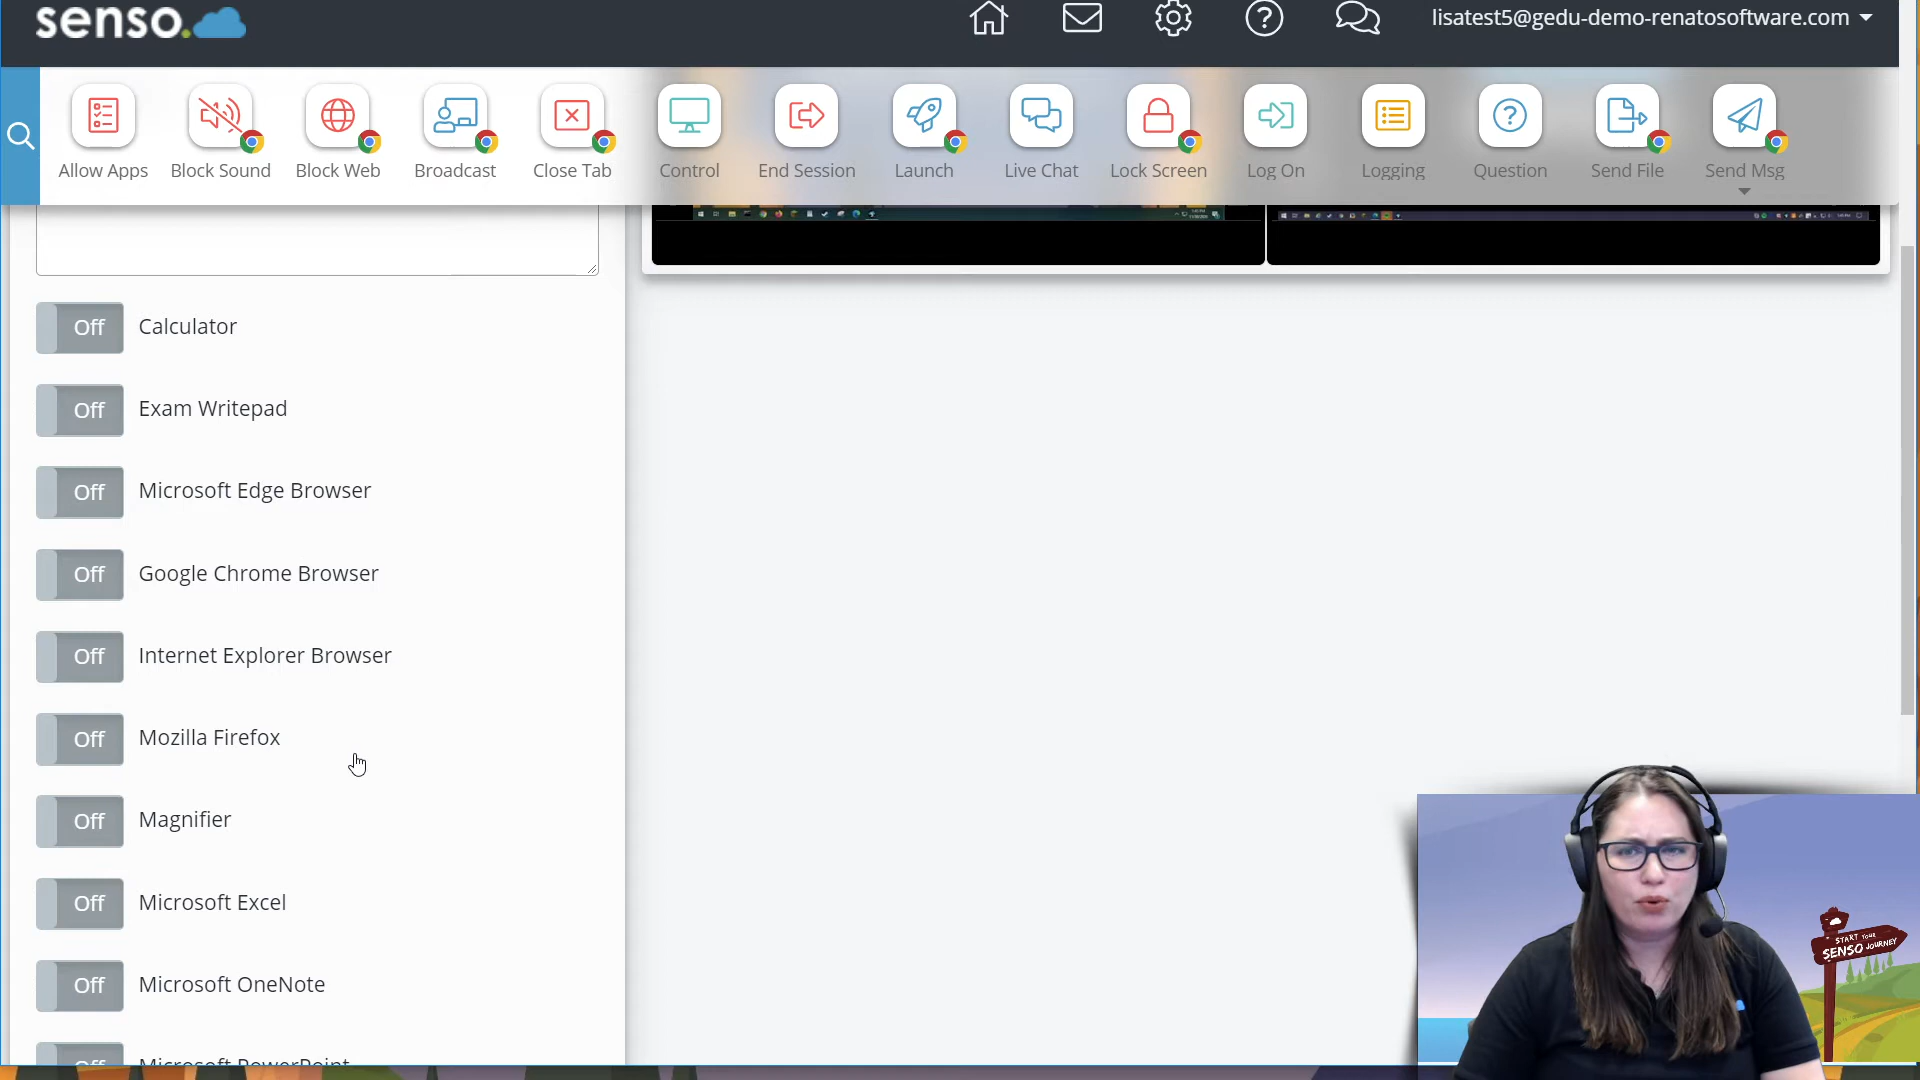 senso.
lisatest5@gedu-demo-renatosoftware.com
Allow Apps
Block Sound
Block Web
Broadcast
Close Tab
Control
End Session
Launch
Live Chat
Lock Screen
Log On
Logging
Question
Send File
Send Msg
Off Calculator
Off Exam Writepad
Off Microsoft Edge Browser
Off Google Chrome Browser
Off Internet Explorer Browser
Off Mozilla Firefox
Off Magnifier
Off Microsoft Excel
Off Microsoft OneNote
Off Microsoft PowerPoint
START YOUR
SENSO JOURNEY